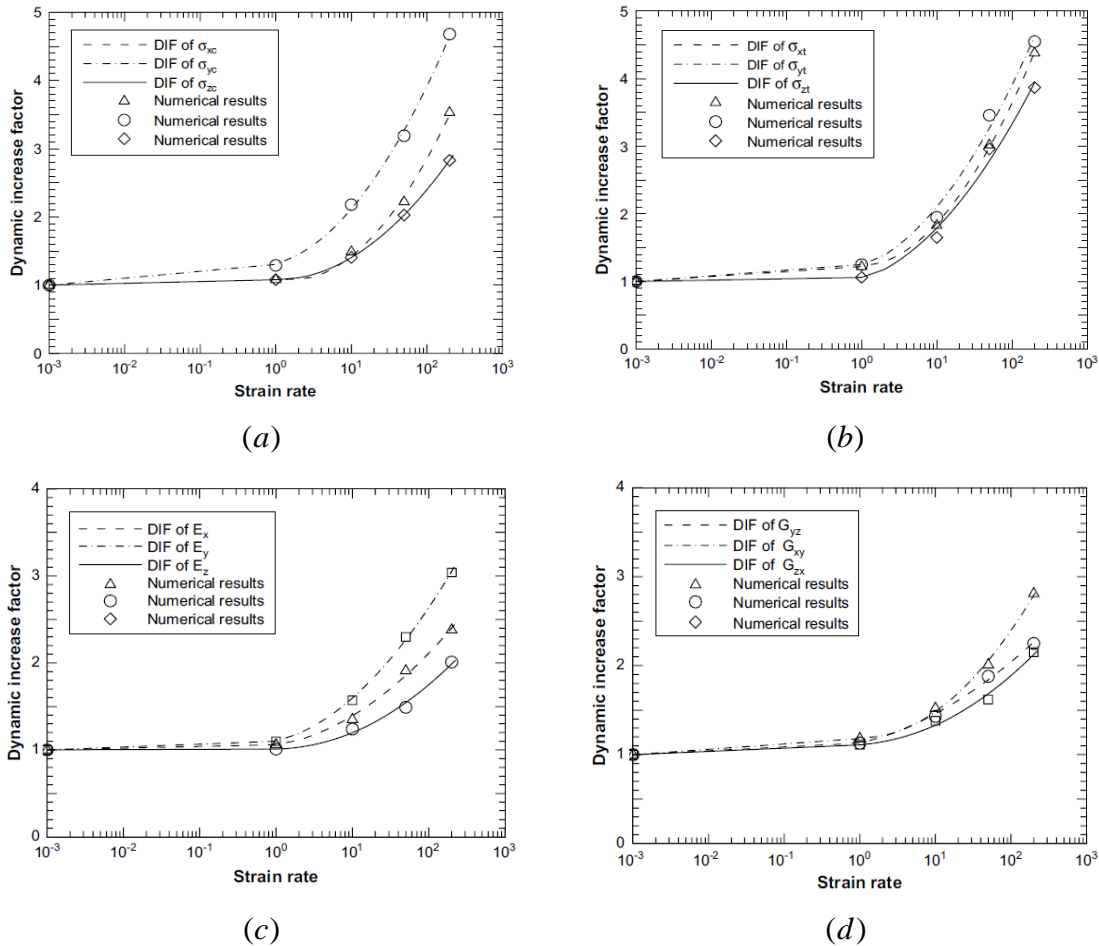 5
4
3
2
1
0
Dynamic increase factor
DIF of σxc
DIF of σyc
DIF of σzc
Numerical results
Numerical results
Numerical results
10⁻³ 10⁻² 10⁻¹ 10⁰ 10¹ 10² 10³
Strain rate
(a)
5
4
3
2
1
0
Dynamic increase factor
DIF of σxt
DIF of σyt
DIF of σzt
Numerical results
Numerical results
Numerical results
10⁻³ 10⁻² 10⁻¹ 10⁰ 10¹ 10² 10³
Strain rate
(b)
4
3
2
1
0
Dynamic increase factor
DIF of Ex
DIF of Ey
DIF of Ez
Numerical results
Numerical results
Numerical results
10⁻³ 10⁻² 10⁻¹ 10⁰ 10¹ 10² 10³
Strain rate
(c)
4
3
2
1
0
Dynamic increase factor
DIF of Gyz
DIF of Gxy
DIF of Gzx
Numerical results
Numerical results
Numerical results
10⁻³ 10⁻² 10⁻¹ 10⁰ 10¹ 10² 10³
Strain rate
(d)